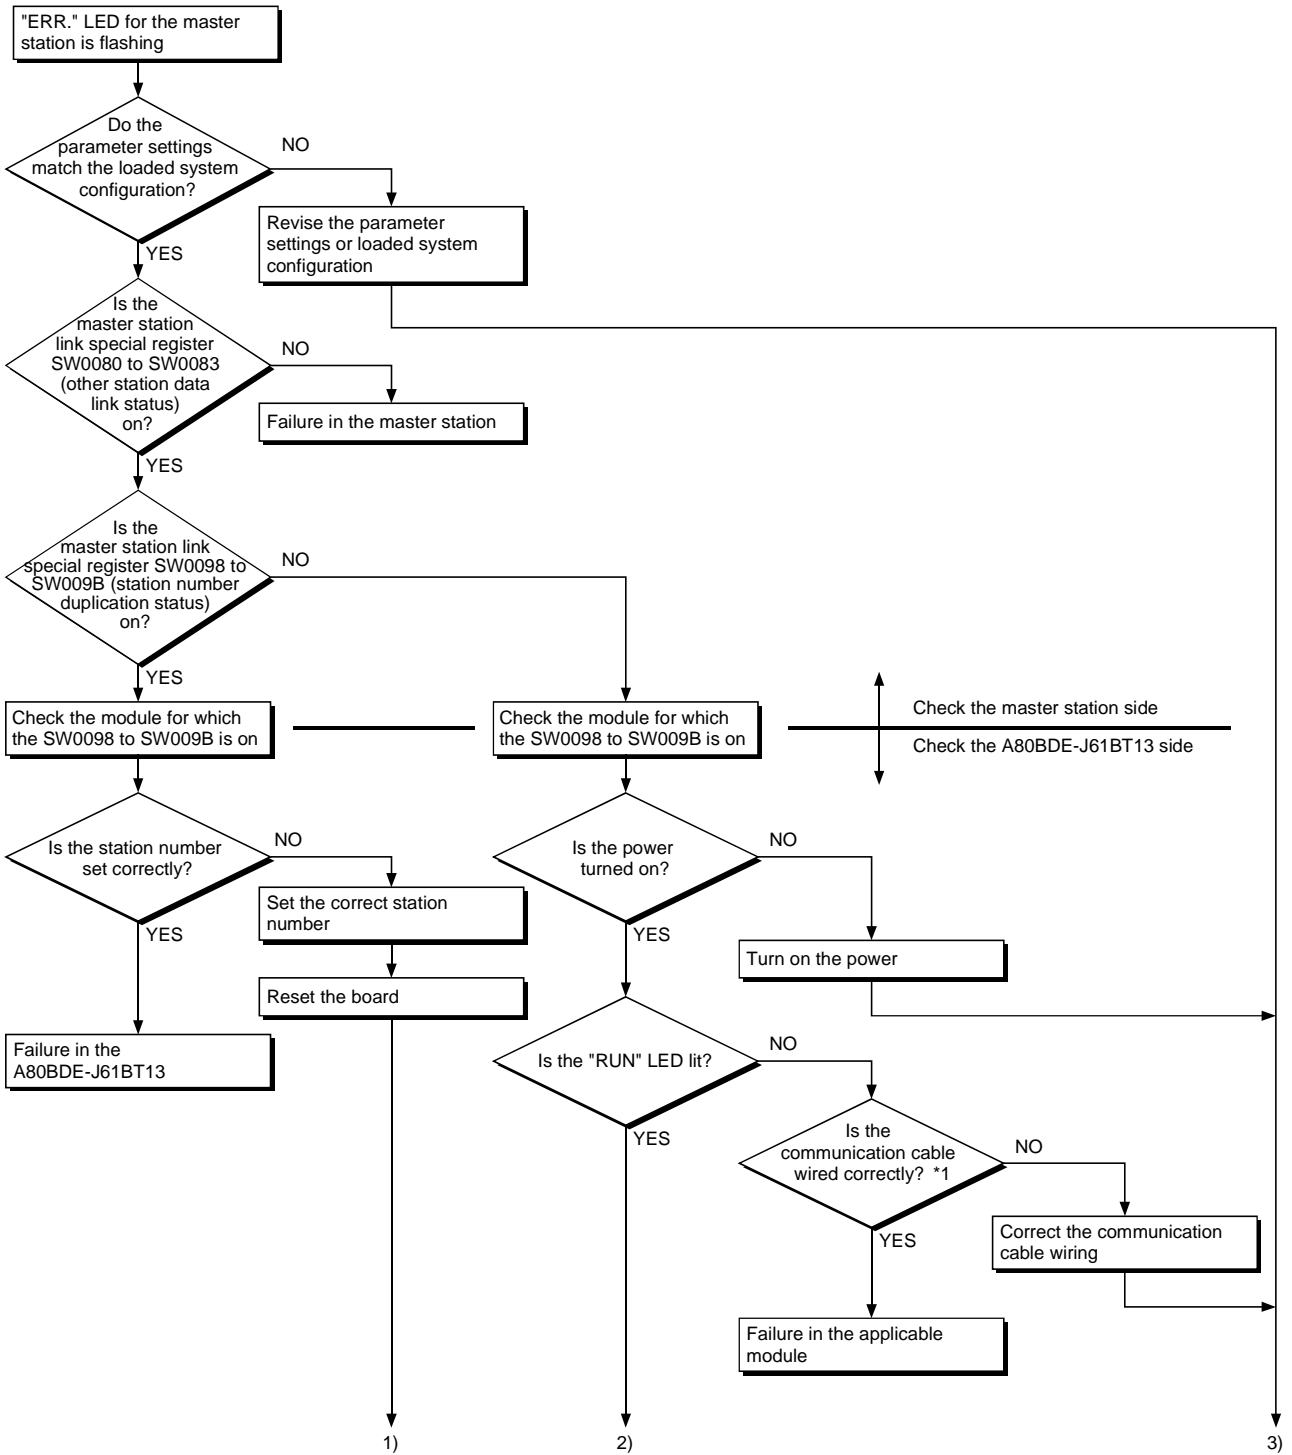 "ERR." LED for the master
station is flashing
Do the
parameter settings
match the loaded system
configuration?
NO
YES
Revise the parameter
settings or loaded system
configuration
Is the
master station
link special register
SW0080 to SW0083
(other station data
link status)
on?
NO
YES
Failure in the master station
Is the
master station link
special register SW0098 to
SW009B (station number
duplication status)
on?
NO
YES
Check the module for which
the SW0098 to SW009B is on
Check the module for which
the SW0098 to SW009B is on
Check the master station side
Check the A80BDE-J61BT13 side
Is the station number
set correctly?
NO
YES
Set the correct station
number
Reset the board
Failure in the
A80BDE-J61BT13
Is the power
turned on?
NO
YES
Turn on the power
Is the "RUN" LED lit?
NO
YES
Is the
communication cable
wired correctly? *1
NO
YES
Correct the communication
cable wiring
Failure in the applicable
module
1)
2)
3)